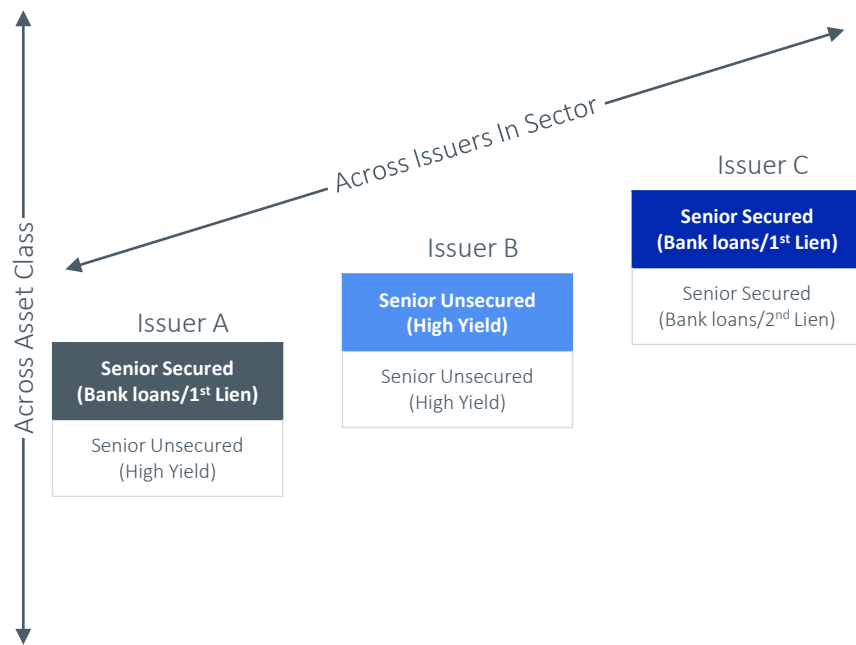 Across Asset Class
Across Issuers In Sector
Issuer A
Senior Secured
(Bank loans/1st Lien)
Senior Unsecured
(High Yield)
Issuer B
Senior Unsecured
(High Yield)
Senior Unsecured
(High Yield)
Issuer C
Senior Secured
(Bank loans/1st Lien)
Senior Secured
(Bank loans/2nd Lien)